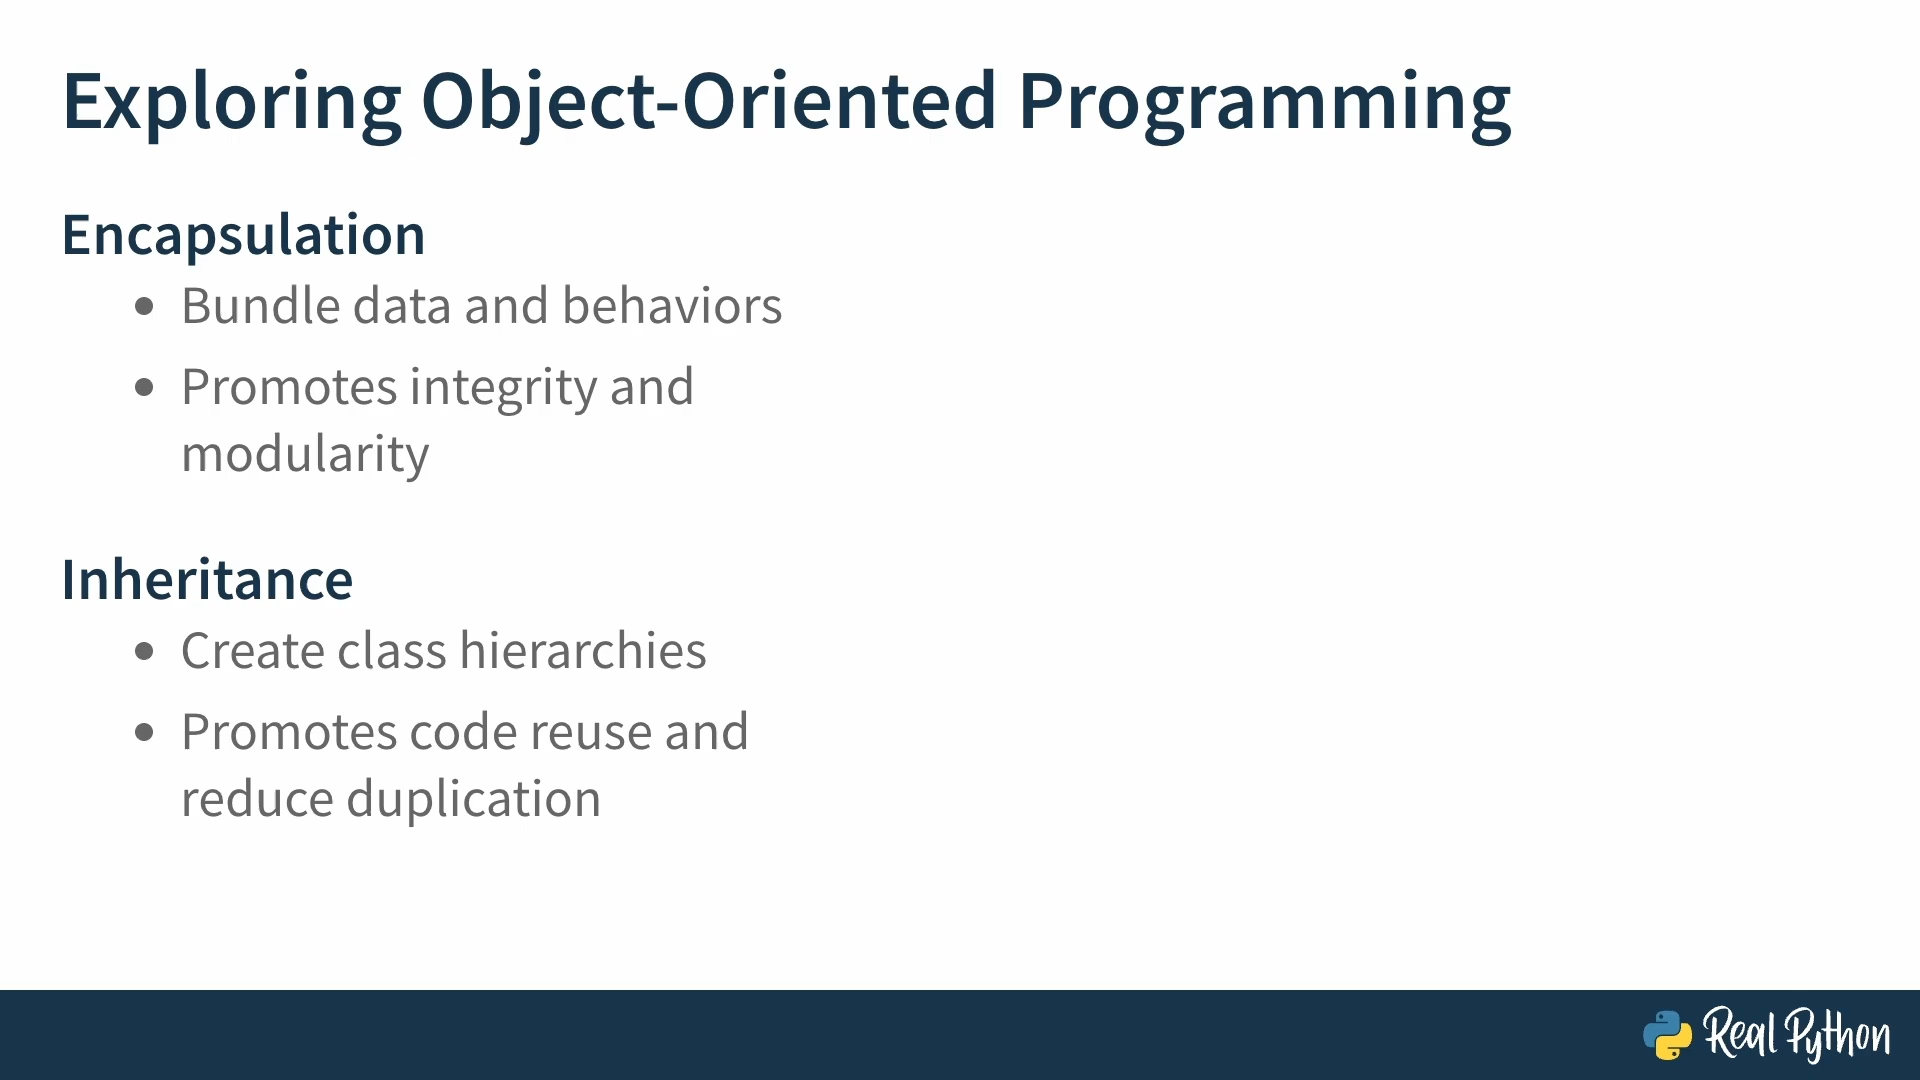 Exploring Object-Oriented Programming
Encapsulation
• Bundle data and behaviors
• Promotes integrity and
modularity
Inheritance
• Create class hierarchies
• Promotes code reuse and
reduce duplication
Real Python